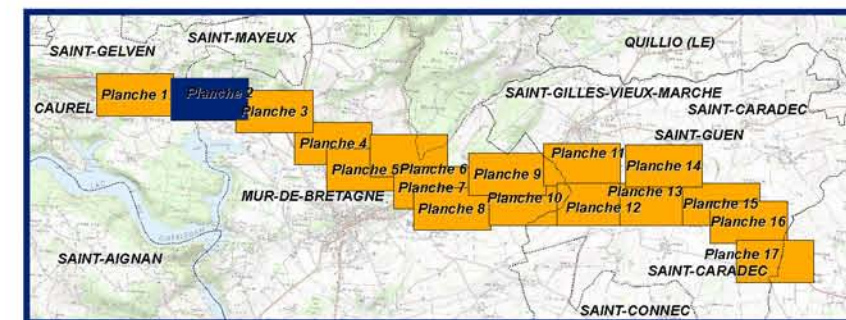 SAINT-MAYEUX
QUILLIO (LE)
SAINT-GELVEN
Planche 1
Planche 2
SAINT-GILLES-VIEUX-MARCHE
CAUREL
Planche 3
SAINT-CARADEC
SAINT-GUEN
Planche 4
Planche 11
Planche 14
Planche 5
Planche 6
Planche 9
MUR-DE-BRETAGNE
Planche 7
Planche 13
Planche 10
Planche 8
Planche 12
Planche 15
Planche 16
SAINT-AIGNAN
Planche 17
SAINT-CARADEC
SAINT-CONNEC